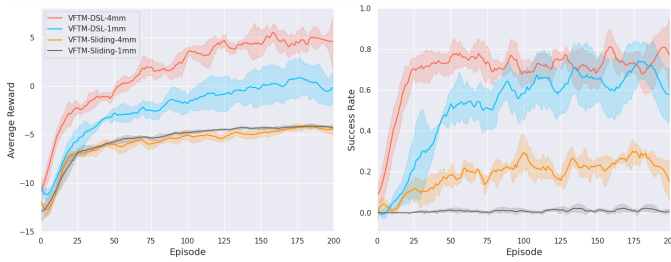 VFTM-DSL-4mm
VFTM-DSL-1mm
VFTM-Sliding-4mm
VFTM-Sliding-1mm
Average Reward
5
0
−5
−10
−15
0 25 50 75 100 125 150 175 200
Episode
Success Rate
1.0
0.8
0.6
0.4
0.2
0.0
0 25 50 75 100 125 150 175 200
Episode